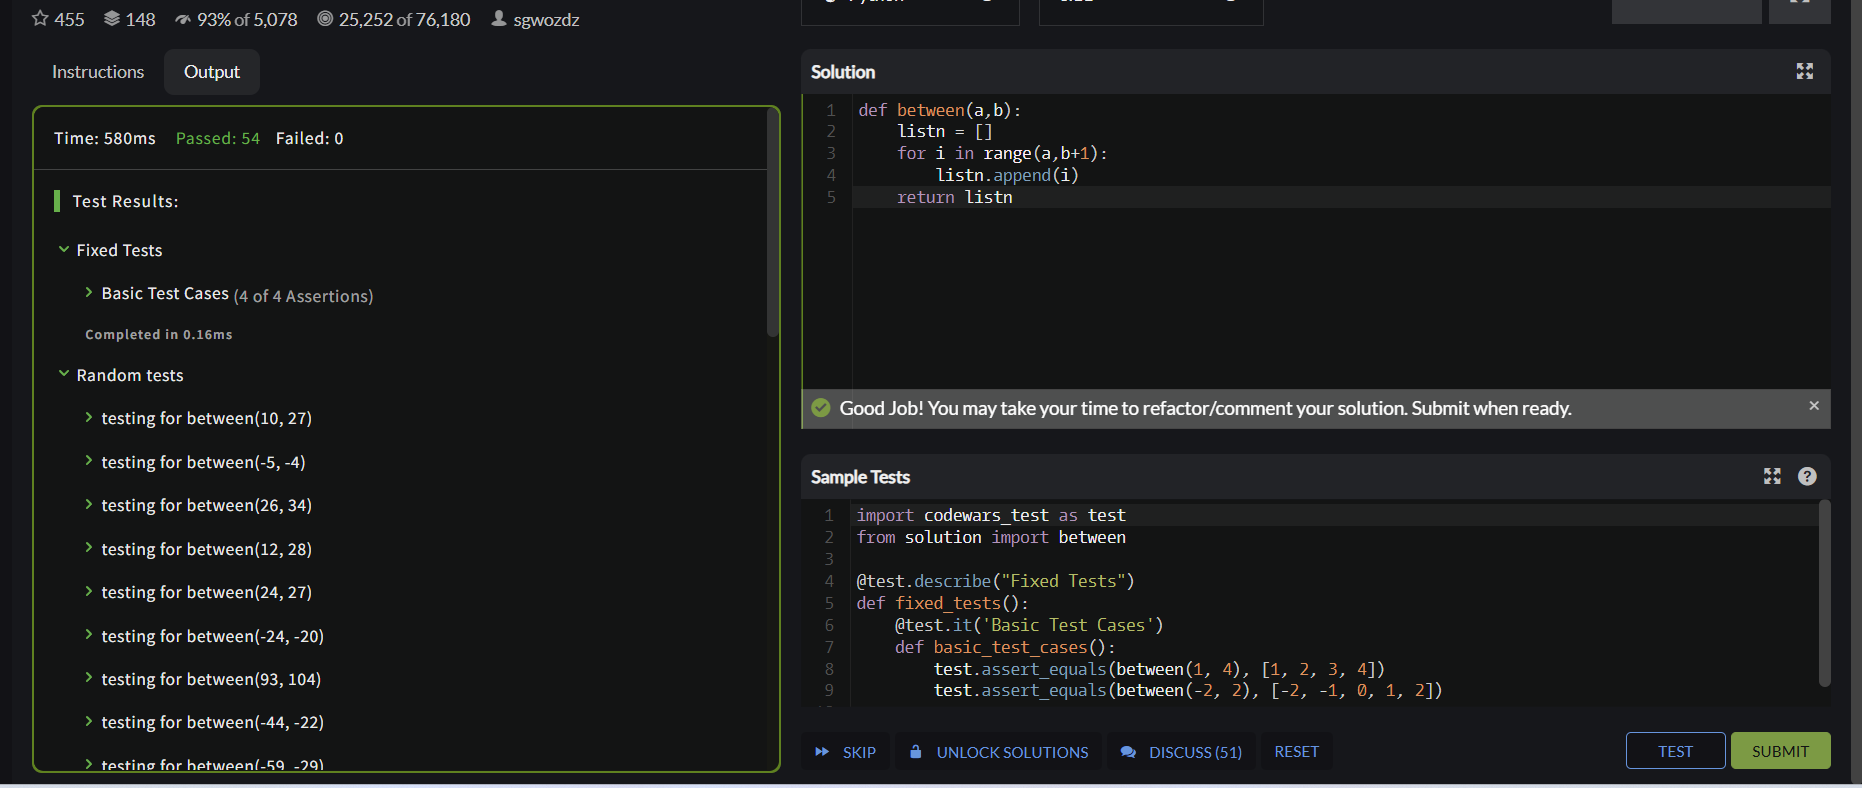 455 148 93% of 5,078 25,252 of 76,180 sgwozdz
Instructions Output
Time: 580ms Passed: 54 Failed: 0
Test Results:
Fixed Tests
Basic Test Cases (4 of 4 Assertions)
Completed in 0.16ms
Random tests
testing for between(10, 27)
testing for between(-5, -4)
testing for between(26, 34)
testing for between(12, 28)
testing for between(24, 27)
testing for between(-24, -20)
testing for between(93, 104)
testing for between(-44, -22)
testing for between(-59, -29)
Solution
1 def between(a,b):
2     listn = []
3     for i in range(a,b+1):
4         listn.append(i)
5     return listn
Good Job! You may take your time to refactor/comment your solution. Submit when ready.
Sample Tests
1 import codewars_test as test
2 from solution import between
3
4 @test.describe("Fixed Tests")
5 def fixed_tests():
6     @test.it('Basic Test Cases')
7     def basic_test_cases():
8         test.assert_equals(between(1, 4), [1, 2, 3, 4])
9         test.assert_equals(between(-2, 2), [-2, -1, 0, 1, 2])
SKIP UNLOCK SOLUTIONS DISCUSS (51) RESET TEST SUBMIT